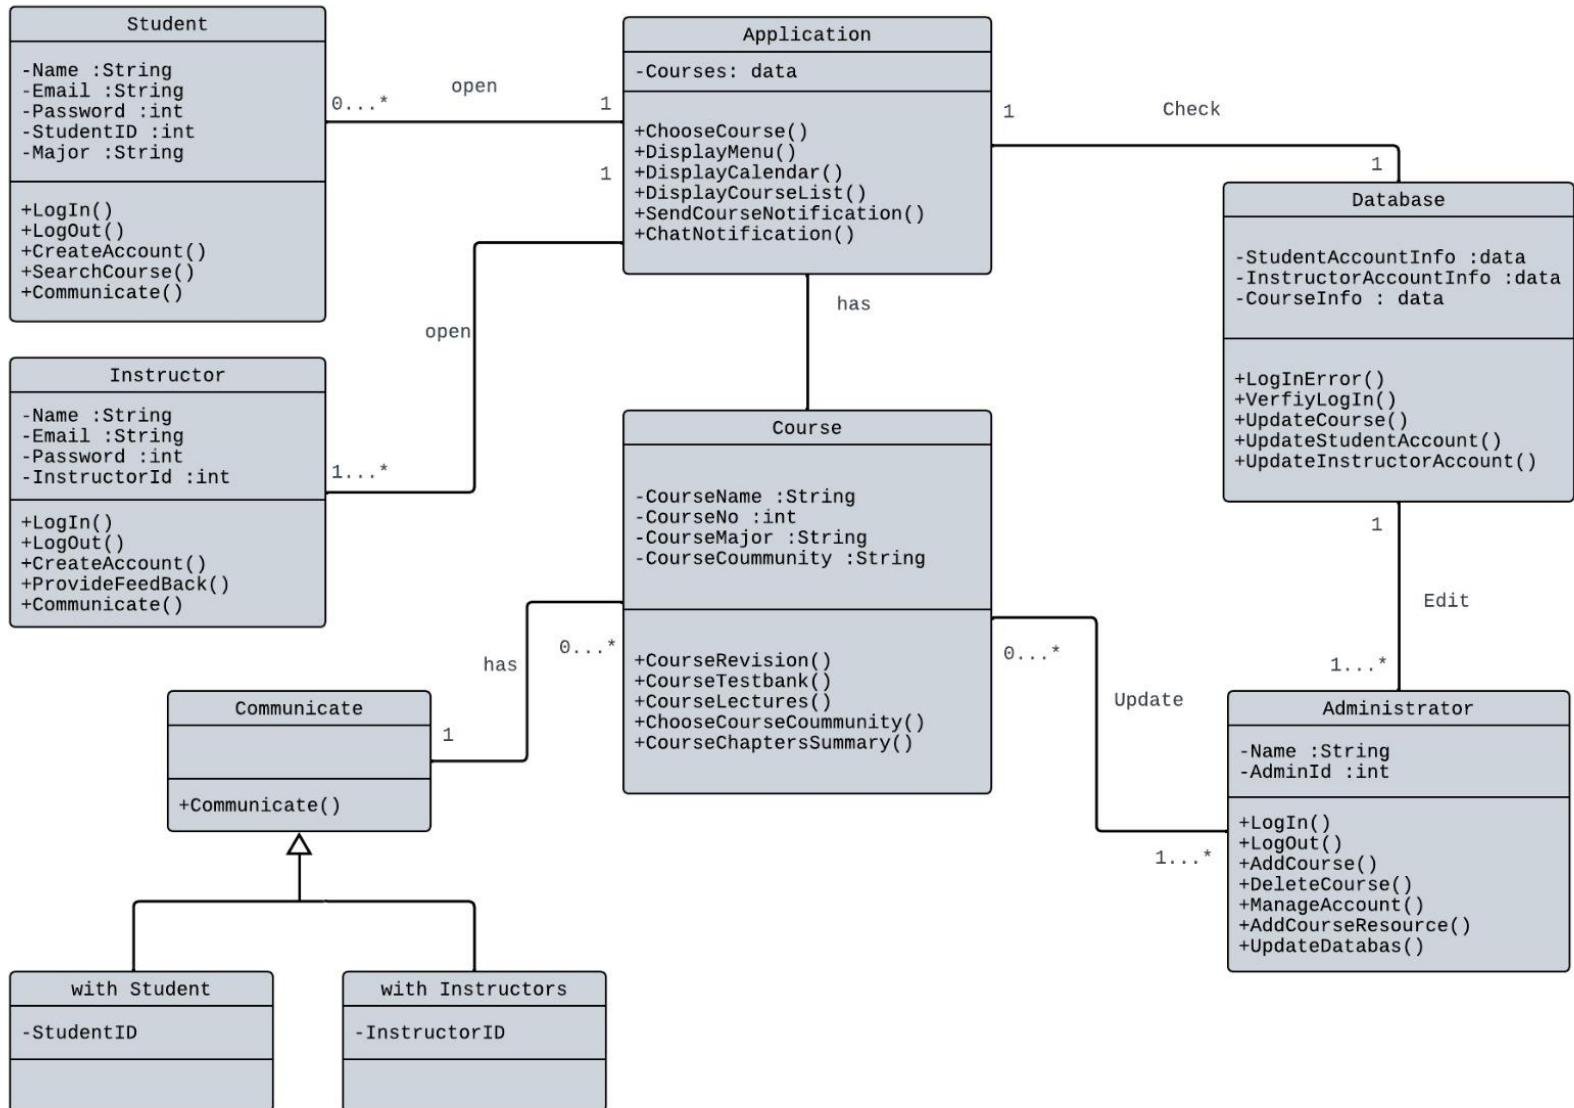 Student
-Name :String
-Email :String
-Password :int
-StudentID :int
-Major :String
+LogIn()
+LogOut()
+CreateAccount()
+SearchCourse()
+Communicate()
0...*
open
1
Application
-Courses: data
+ChooseCourse()
+DisplayMenu()
+DisplayCalendar()
+DisplayCourseList()
+SendCourseNotification()
+ChatNotification()
1
Check
1
Database
-StudentAccountInfo :data
-InstructorAccountInfo :data
-CourseInfo : data
+LogInError()
+VerfiyLogIn()
+UpdateCourse()
+UpdateStudentAccount()
+UpdateInstructorAccount()
1
open
has
Instructor
-Name :String
-Email :String
-Password :int
-InstructorId :int
+LogIn()
+LogOut()
+CreateAccount()
+ProvideFeedBack()
+Communicate()
1...*
Course
-CourseName :String
-CourseNo :int
-CourseMajor :String
-CourseCoummunity :String
+CourseRevision()
+CourseTestbank()
+CourseLectures()
+ChooseCourseCoummunity()
+CourseChaptersSummary()
0...*
has
1
0...*
Update
1...*
1
Edit
1...*
Administrator
-Name :String
-AdminId :int
+LogIn()
+LogOut()
+AddCourse()
+DeleteCourse()
+ManageAccount()
+AddCourseResource()
+UpdateDatabas()
Communicate
+Communicate()
with Student
-StudentID
with Instructors
-InstructorID